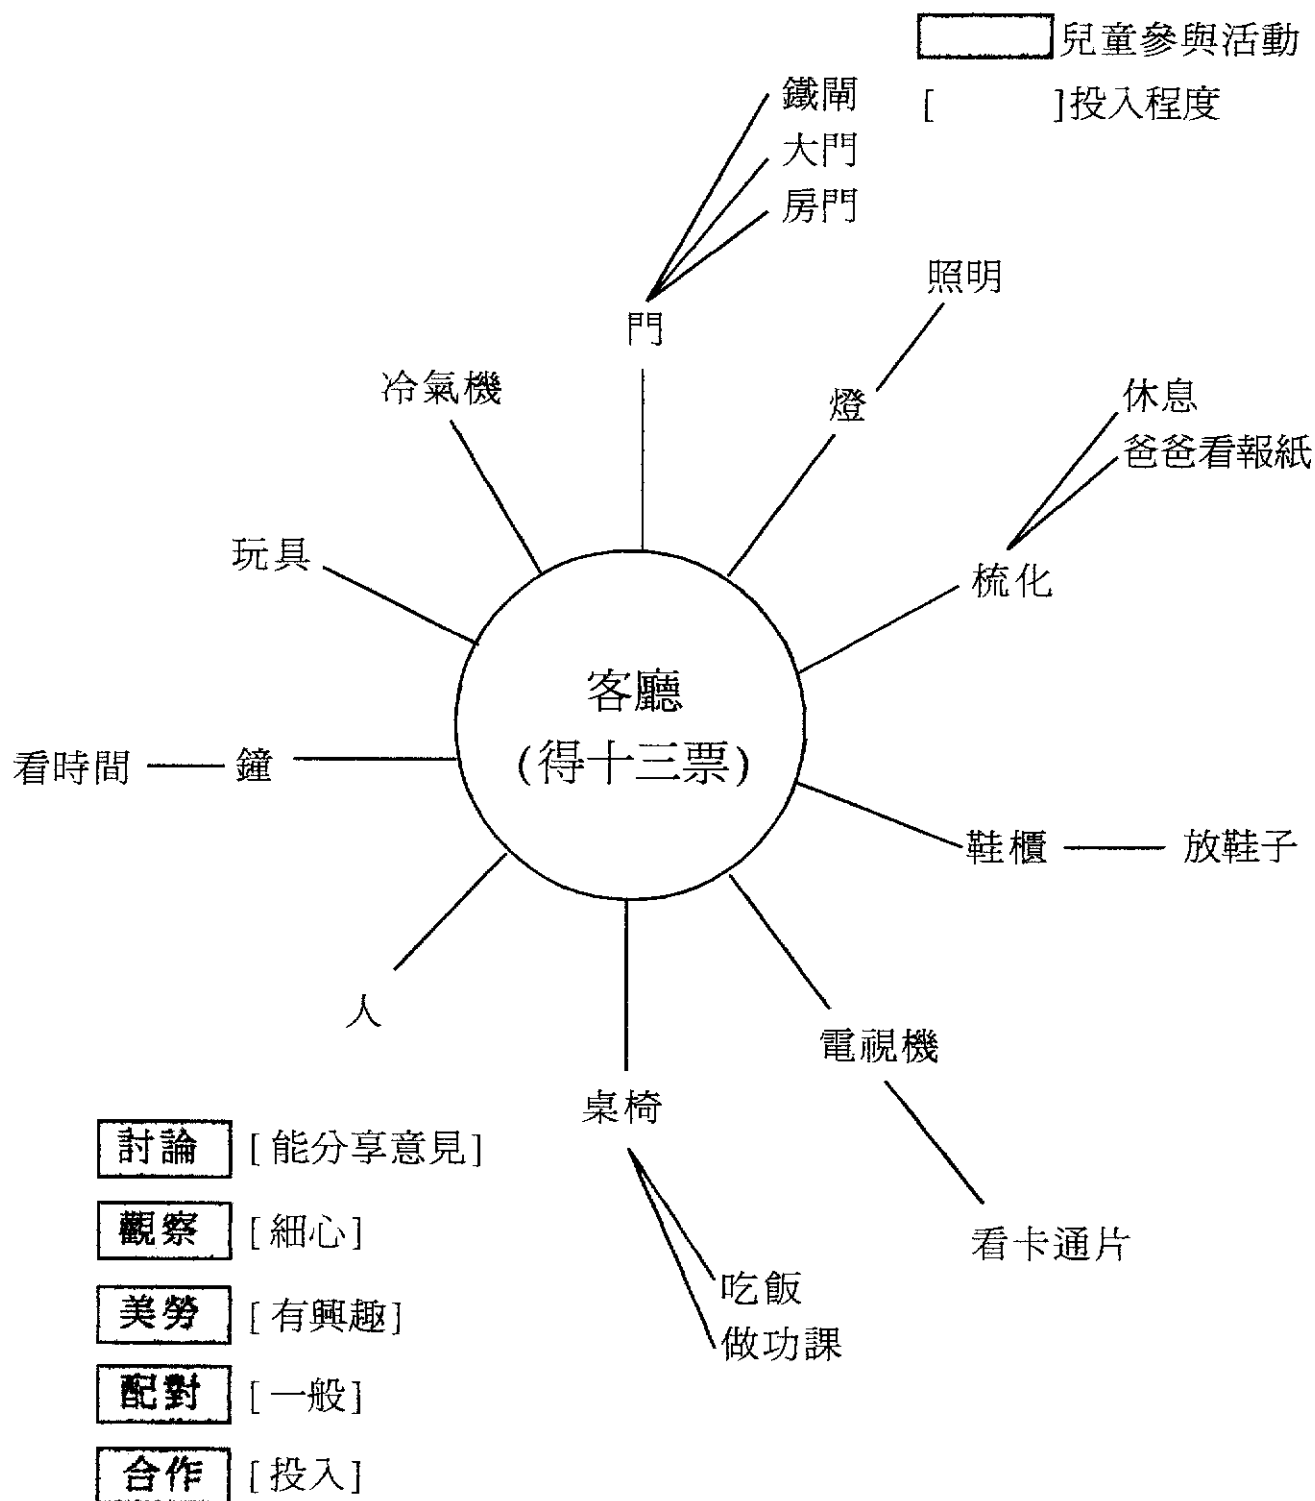 兒童參與活動
[ ]投入程度
鐵閘
大門
房門
門
照明
燈
冷氣機
休息
爸爸看報紙
梳化
玩具
客廳
(得十三票)
看時間
鐘
鞋櫃
放鞋子
人
電視機
桌椅
看卡通片
吃飯
做功課
討論 [能分享意見]
觀察 [細心]
美勞 [有興趣]
配對 [一般]
合作 [投入]